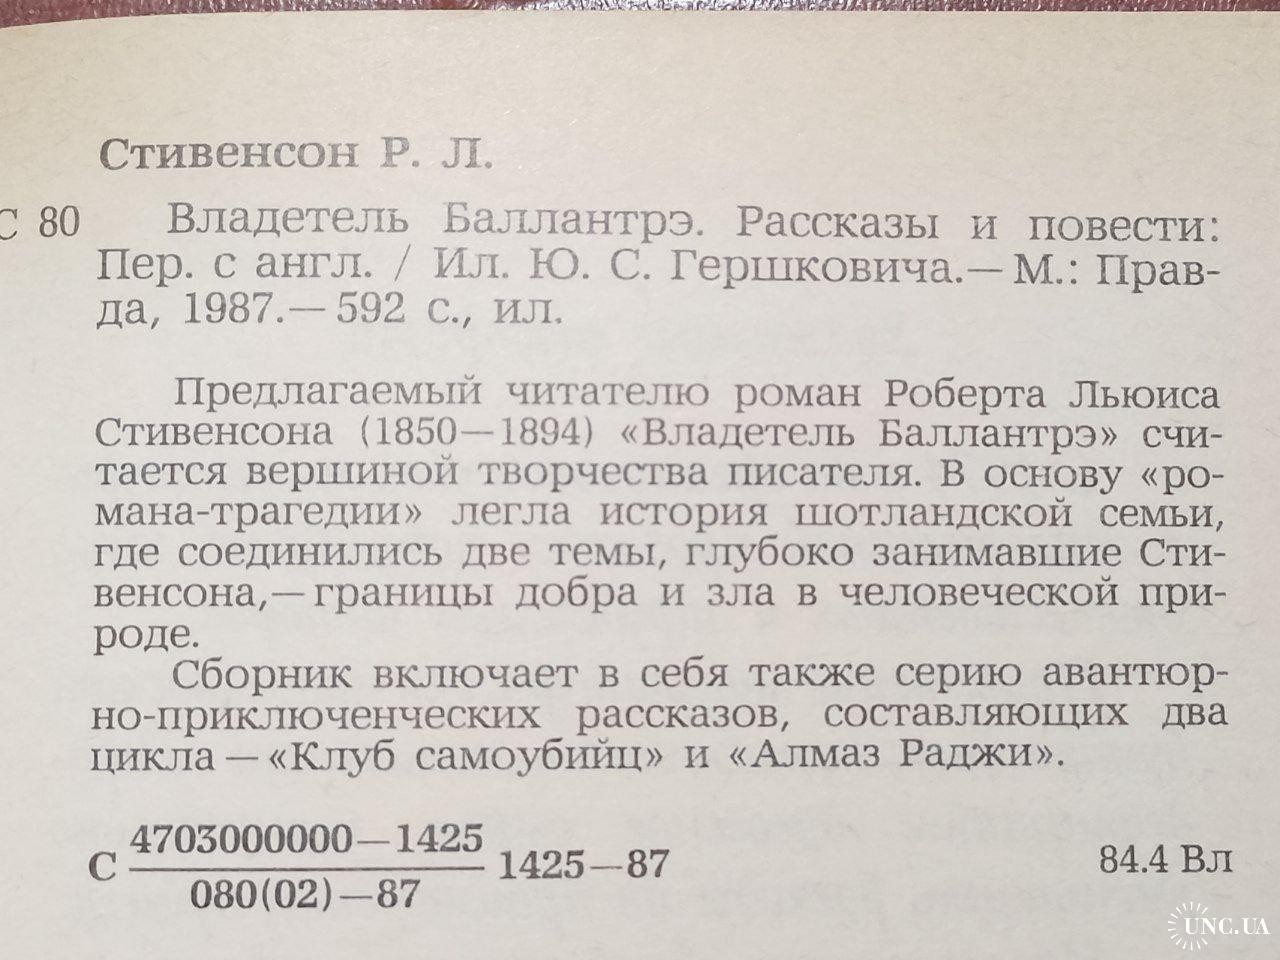 Стивенсон Р. Л.
С 80 Владетель Баллантрэ. Рассказы и повести:
Пер. с англ. / Ил. Ю. С. Гершковича.— М.: Прав-
да, 1987.— 592 с., ил.
Предлагаемый читателю роман Роберта Льюиса
Стивенсона (1850—1894) «Владетель Баллантрэ» счи-
тается вершиной творчества писателя. В основу «ро-
мана-трагедии» легла история шотландской семьи,
где соединились две темы, глубоко занимавшие Сти-
венсона,— границы добра и зла в человеческой при-
роде.
Сборник включает в себя также серию авантюр-
но-приключенческих рассказов, составляющих два
цикла — «Клуб самоубийц» и «Алмаз Раджи».
4703000000—1425
С 1425—87 84.4 Вл
080(02)—87
UNC.UA